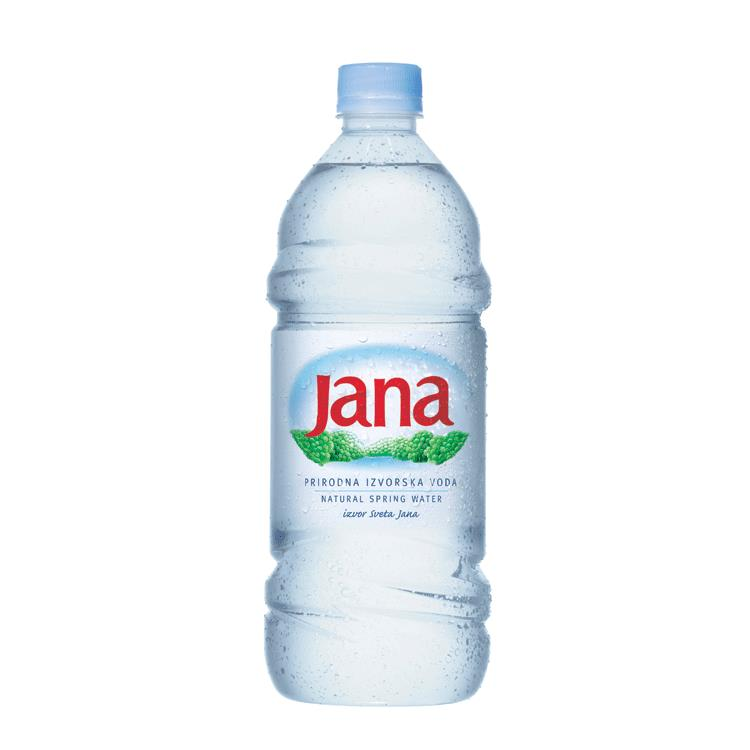 Jana
PRIRODNA IZVORSKA VODA
NATURAL SPRING WATER
izvor Sveta Jana